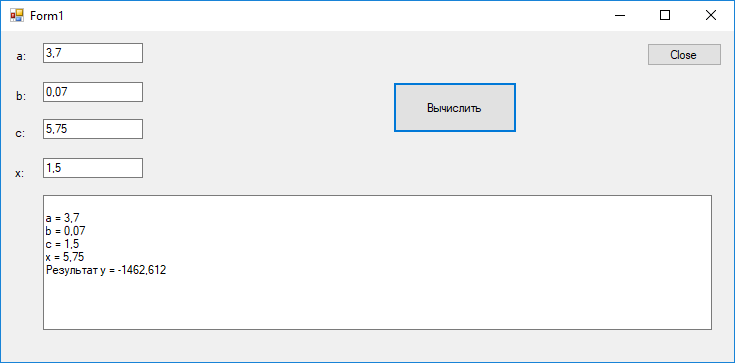 Form1
a: 3,7
Close
b: 0,07
Вычислить
c: 5,75
x: 1,5
a = 3,7
b = 0,07
c = 1,5
x = 5,75
Результат y = -1462,612